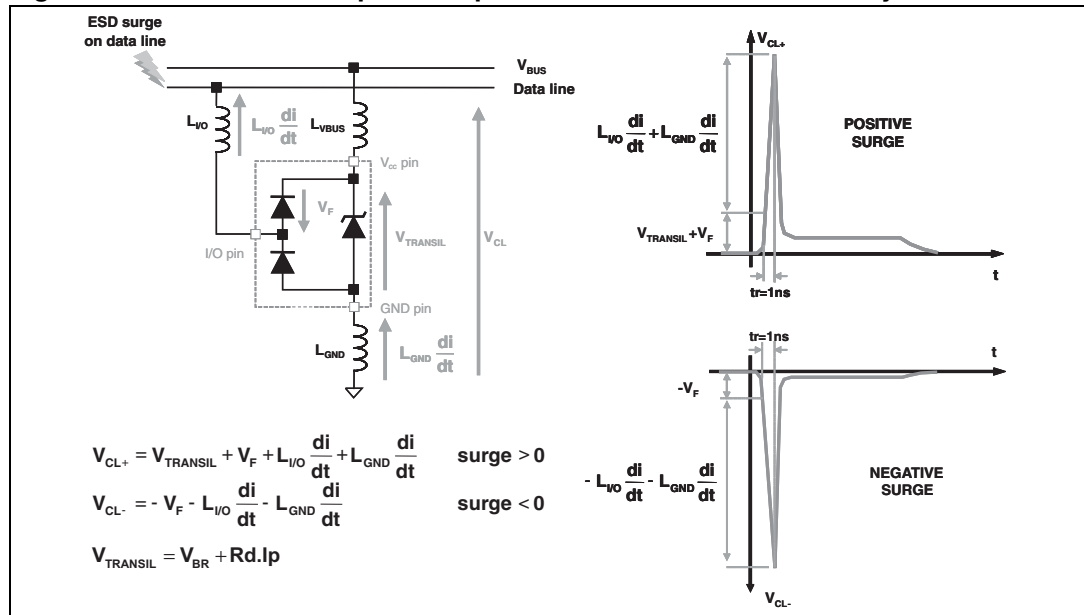 ESD surge
on data line
V_BUS
Data line
L_I/O
L_I/O di/dt
L_VBUS
V_cc pin
V_F
I/O pin
V_TRANSIL
V_CL
GND pin
L_GND
L_GND di/dt
V_CL+ = V_TRANSIL + V_F + L_I/O di/dt + L_GND di/dt surge > 0
V_CL- = - V_F - L_I/O di/dt - L_GND di/dt surge < 0
V_TRANSIL = V_BR + Rd.Ip
V_CL+
L_I/O di/dt + L_GND di/dt
POSITIVE
SURGE
V_TRANSIL+V_F
t
tr=1ns
tr=1ns
t
-V_F
- L_I/O di/dt - L_GND di/dt
NEGATIVE
SURGE
V_CL-